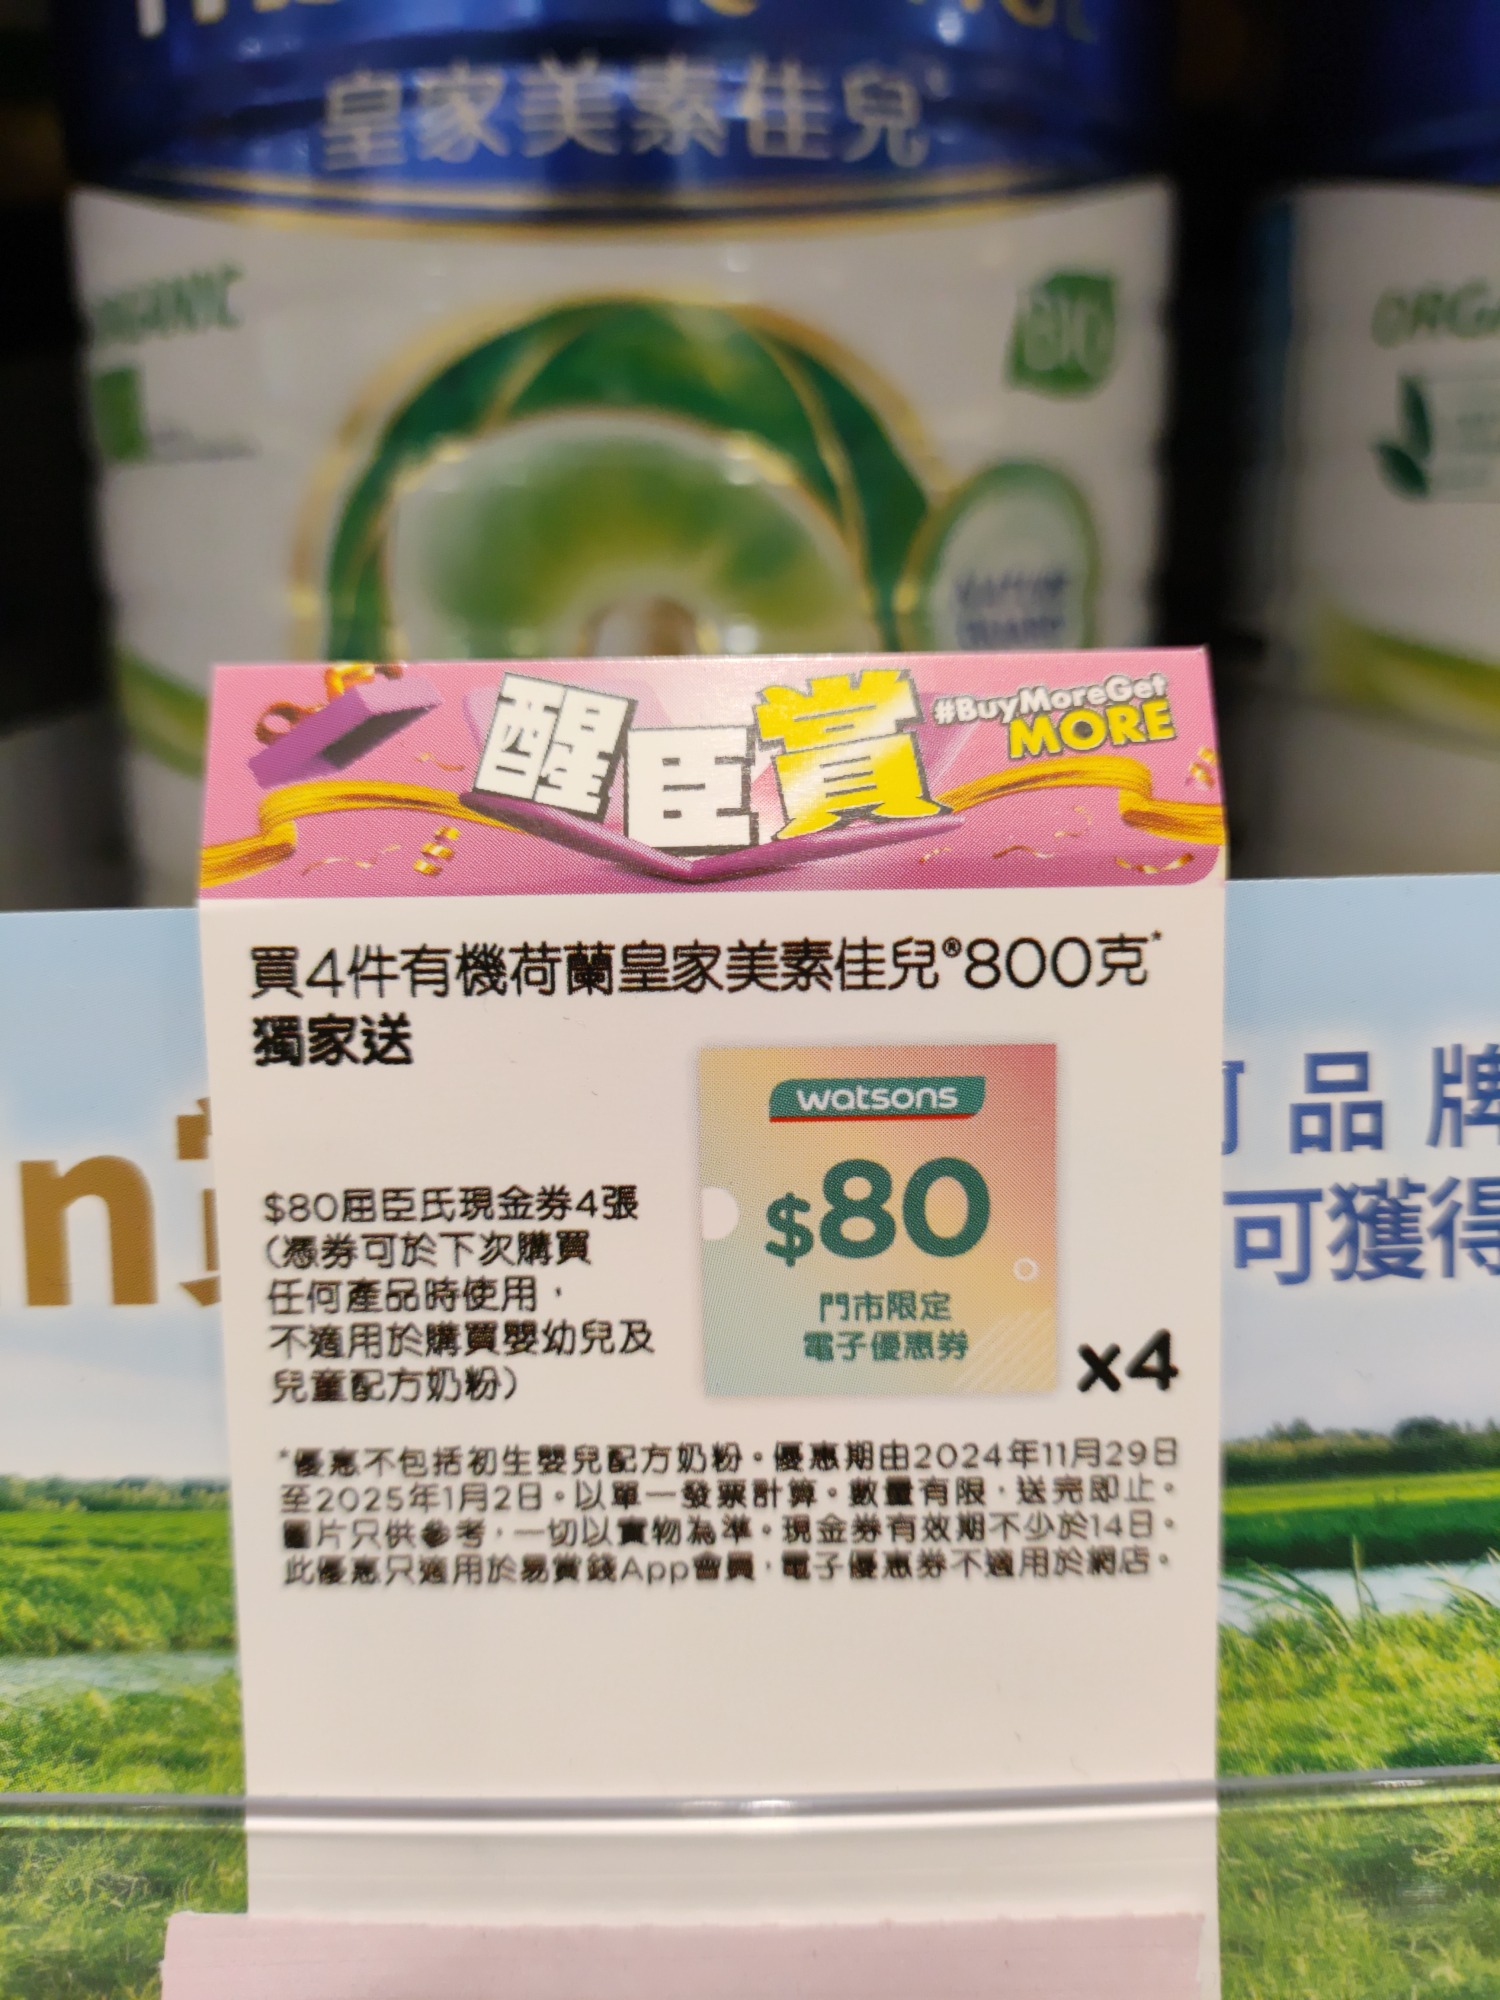 皇家美素佳兒
ORGANIC
BIO
醒臣賞
#BuyMoreGet
MORE
買4件有機荷蘭皇家美素佳兒®800克*
獨家送
watsons
$80
門市限定
電子優惠券
x4
$80屈臣氏現金券4張
(憑券可於下次購買
任何產品時使用，
不適用於購買嬰幼兒及
兒童配方奶粉)
*優惠不包括初生嬰兒配方奶粉。優惠期由2024年11月29日
至2025年1月2日。以單一發票計算。數量有限，送完即止。
圖片只供參考，一切以實物為準。現金券有效期不少於14日。
此優惠只適用於易賞錢App會員，電子優惠券不適用於網店。
品牌
可獲得